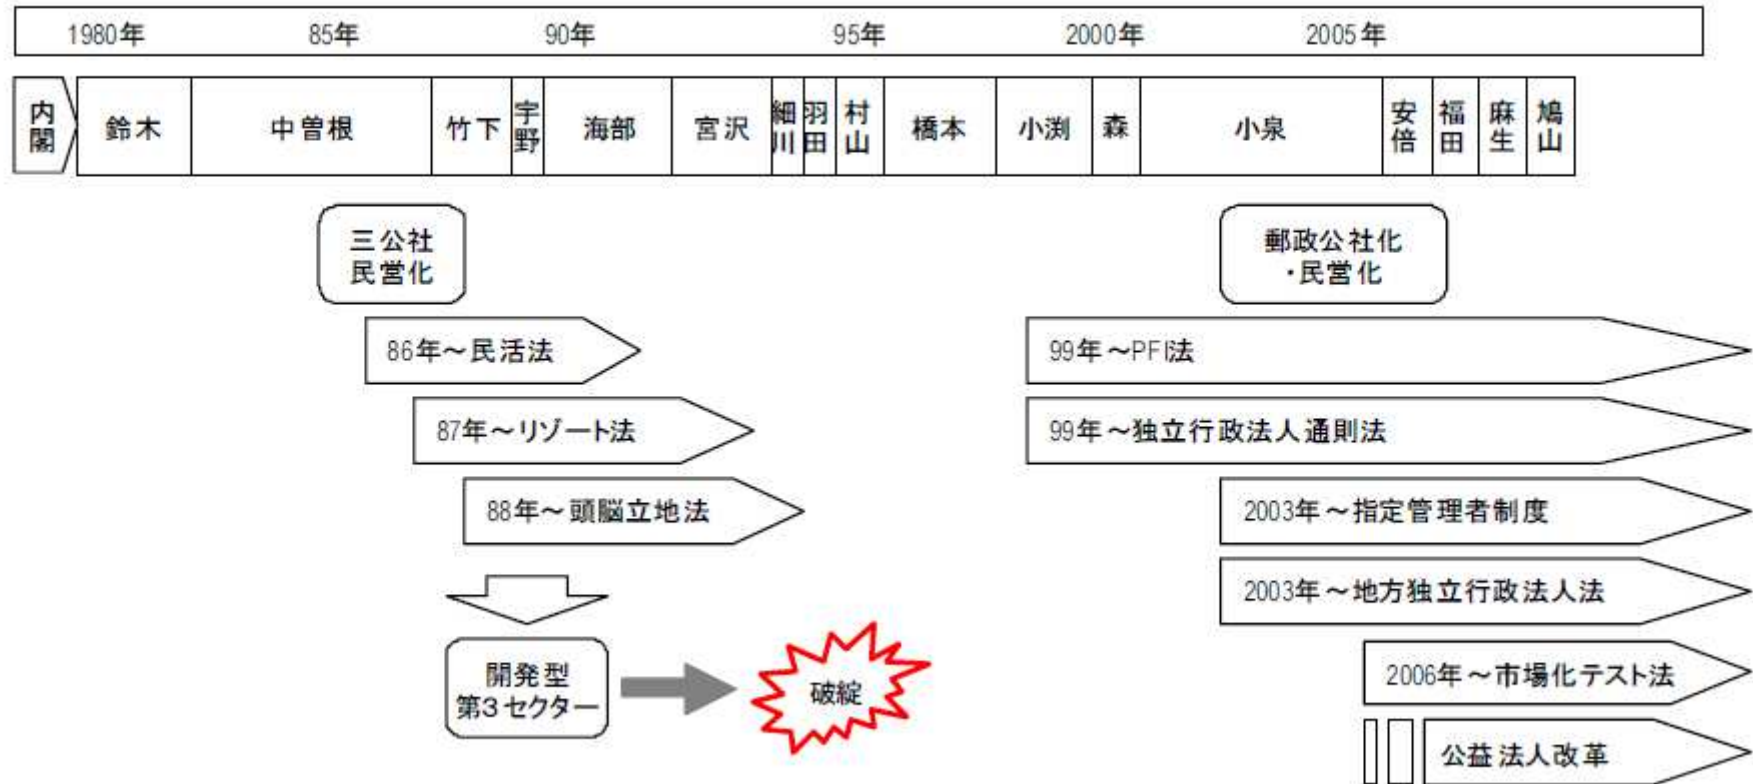 1980年 85年 90年 95年 2000年 2005年
内閣 鈴木 中曽根 竹下 宇野 海部 宮沢 細川 羽田 村山 橋本 小渕 森 小泉 安倍 福田 麻生 鳩山
三公社
民営化
郵政公社化
・民営化
86年～民活法
99年～PFI法
87年～リゾート法
99年～独立行政法人通則法
88年～頭脳立地法
2003年～指定管理者制度
2003年～地方独立行政法人法
開発型
第3セクター
破綻
2006年～市場化テスト法
公益法人改革